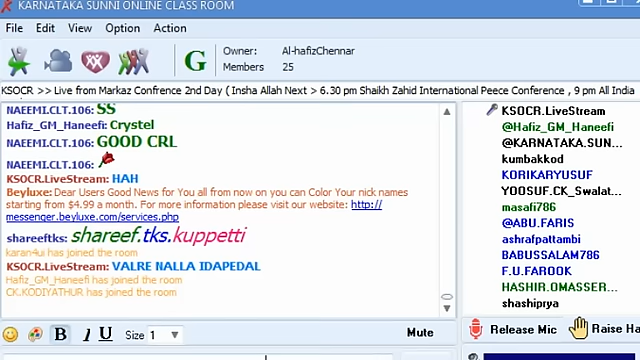 KARNATAKA SUNNI ONLINE CLASS ROOM
File Edit View Option Action
G Owner: Al-hafizChennar
Members 25
KSOCR >> Live from Markaz Confrence 2nd Day ( Insha Allah Next > 6.30 pm Shaikh Zahid International Peece Conference , 9 pm All India
NAEEMI.CLT.106: SS
Hafiz_GM_Haneefi: Crystel
NAEEMI.CLT.106: GOOD CRL
NAEEMI.CLT.106:
KSOCR.LiveStream: HAH
Beyluxe: Dear Users Good News for You all from now on you can Color Your nick names
starting from $4.99 a month. For more information please visit our website: http://
messenger.beyluxe.com/services.php
shareeftks: shareef.tks.kuppetti
karan4ui has joined the room
KSOCR.LiveStream: VALRE NALLA IDAPEDAL
Hafiz_GM_Haneefi has joined the room
CK.KODIYATHUR has joined the room
B I U Size 1 Mute
KSOCR.LiveStream
@Hafiz_GM_Haneefi
@KARNATAKA.SUN...
kumbakkod
KORIKARYUSUF
YOOSUF.CK_Swalat...
masafi786
@ABU.FARIS
ashrafpattambi
BABUSSALAM786
F.U.FAROOK
HASHIR.OMASSER...
shashiprya
Release Mic Raise Ha